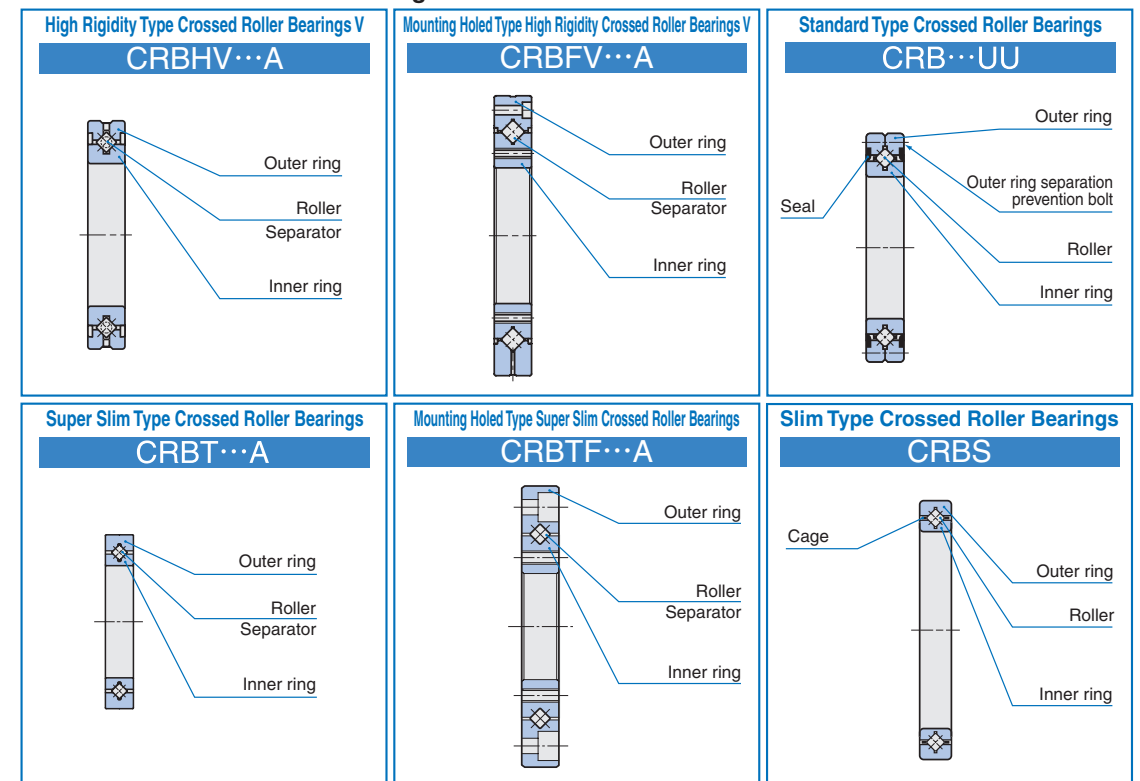 High Rigidity Type Crossed Roller Bearings V
CRBHV···A
Outer ring
Roller
Separator
Inner ring
Mounting Holed Type High Rigidity Crossed Roller Bearings V
CRBFV···A
Outer ring
Roller
Separator
Inner ring
Standard Type Crossed Roller Bearings
CRB···UU
Outer ring
Outer ring separation
prevention bolt
Seal
Roller
Inner ring
Super Slim Type Crossed Roller Bearings
CRBT···A
Outer ring
Roller
Separator
Inner ring
Mounting Holed Type Super Slim Crossed Roller Bearings
CRBTF···A
Outer ring
Roller
Separator
Inner ring
Slim Type Crossed Roller Bearings
CRBS
Cage
Outer ring
Roller
Inner ring